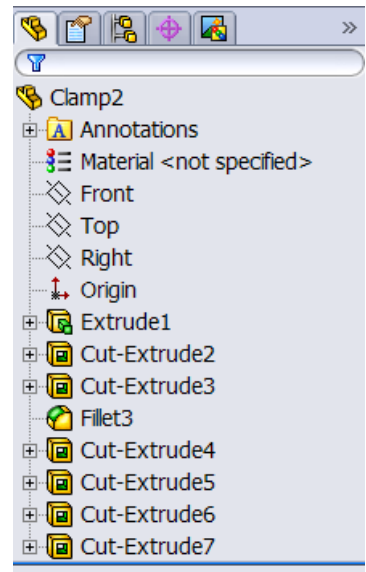 Clamp2
Annotations
Material <not specified>
Front
Top
Right
Origin
Extrude1
Cut-Extrude2
Cut-Extrude3
Fillet3
Cut-Extrude4
Cut-Extrude5
Cut-Extrude6
Cut-Extrude7